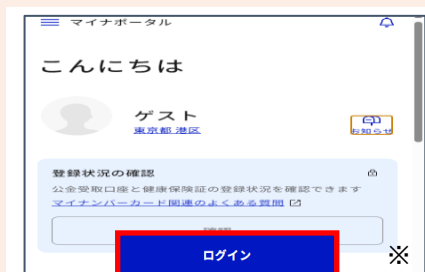 マイナポータル
こんにちは
ゲスト
東京都 港区
お知らせ
登録状況の確認
公金受取口座と健康保険証の登録状況を確認できます
マイナンバーカード関連のよくある質問
ログイン
※